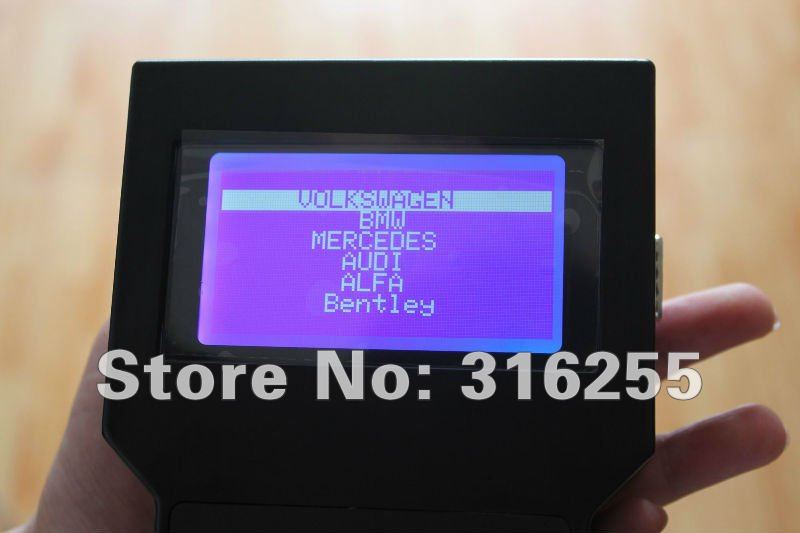 VOLKSWAGEN
BMW
MERCEDES
AUDI
ALFA
Bentley
Store No: 316255